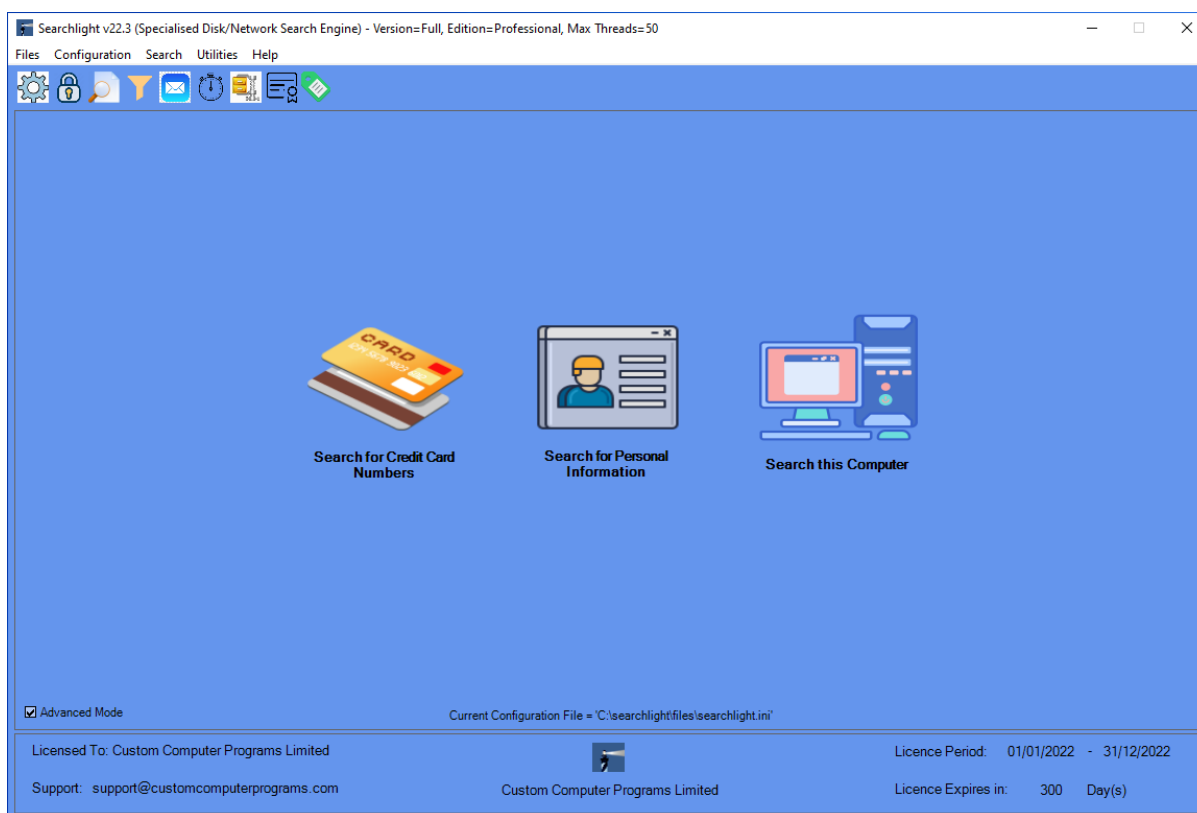 Searchlight v22.3 (Specialised Disk/Network Search Engine) - Version=Full, Edition=Professional, Max Threads=50
Files Configuration Search Utilities Help
CARD
Search for Credit Card
Numbers
Search for Personal
Information
Search this Computer
Advanced Mode
Current Configuration File = 'C:\searchlight\files\searchlight.ini'
Licensed To: Custom Computer Programs Limited
Licence Period: 01/01/2022 - 31/12/2022
Support: support@customcomputerprograms.com
Custom Computer Programs Limited
Licence Expires in: 300 Day(s)